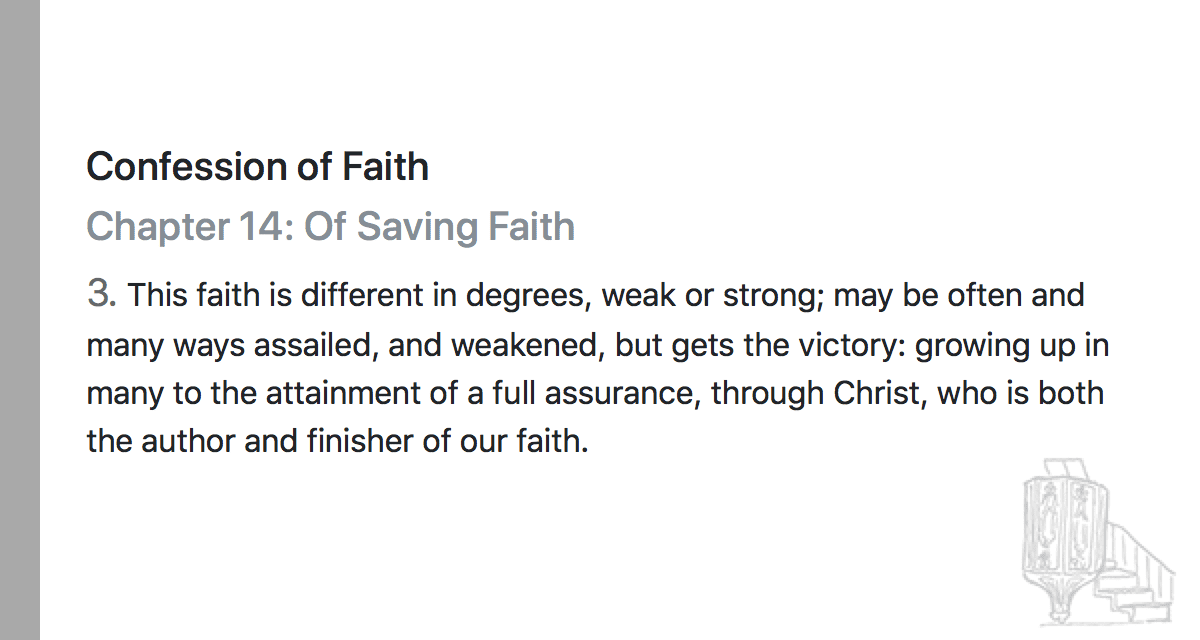 Confession of Faith
Chapter 14: Of Saving Faith
3. This faith is different in degrees, weak or strong; may be often and
many ways assailed, and weakened, but gets the victory: growing up in
many to the attainment of a full assurance, through Christ, who is both
the author and finisher of our faith.